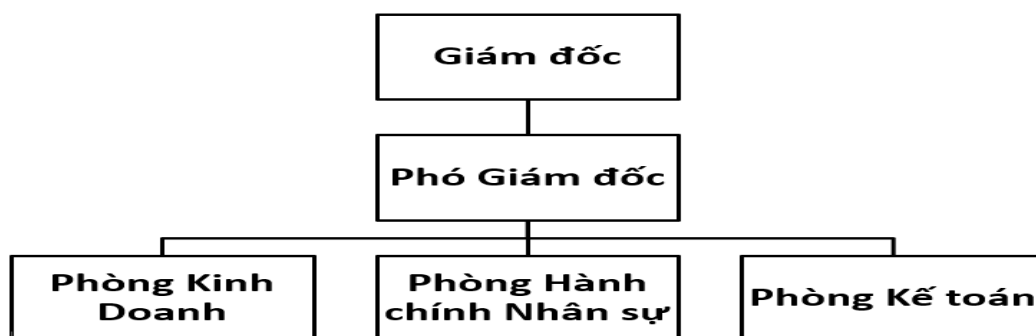 Giám đốc
Phó Giám đốc
Phòng Kinh
Doanh
Phòng Hành
chính Nhân sự
Phòng Kế toán